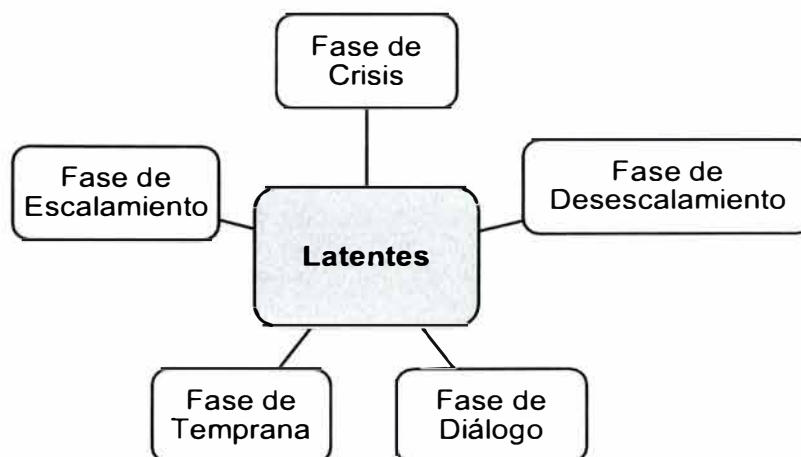 Fase de
Crisis
Fase de
Escalamiento
Fase de
Desescalamiento
Latentes
Fase de
Temprana
Fase de
Diálogo